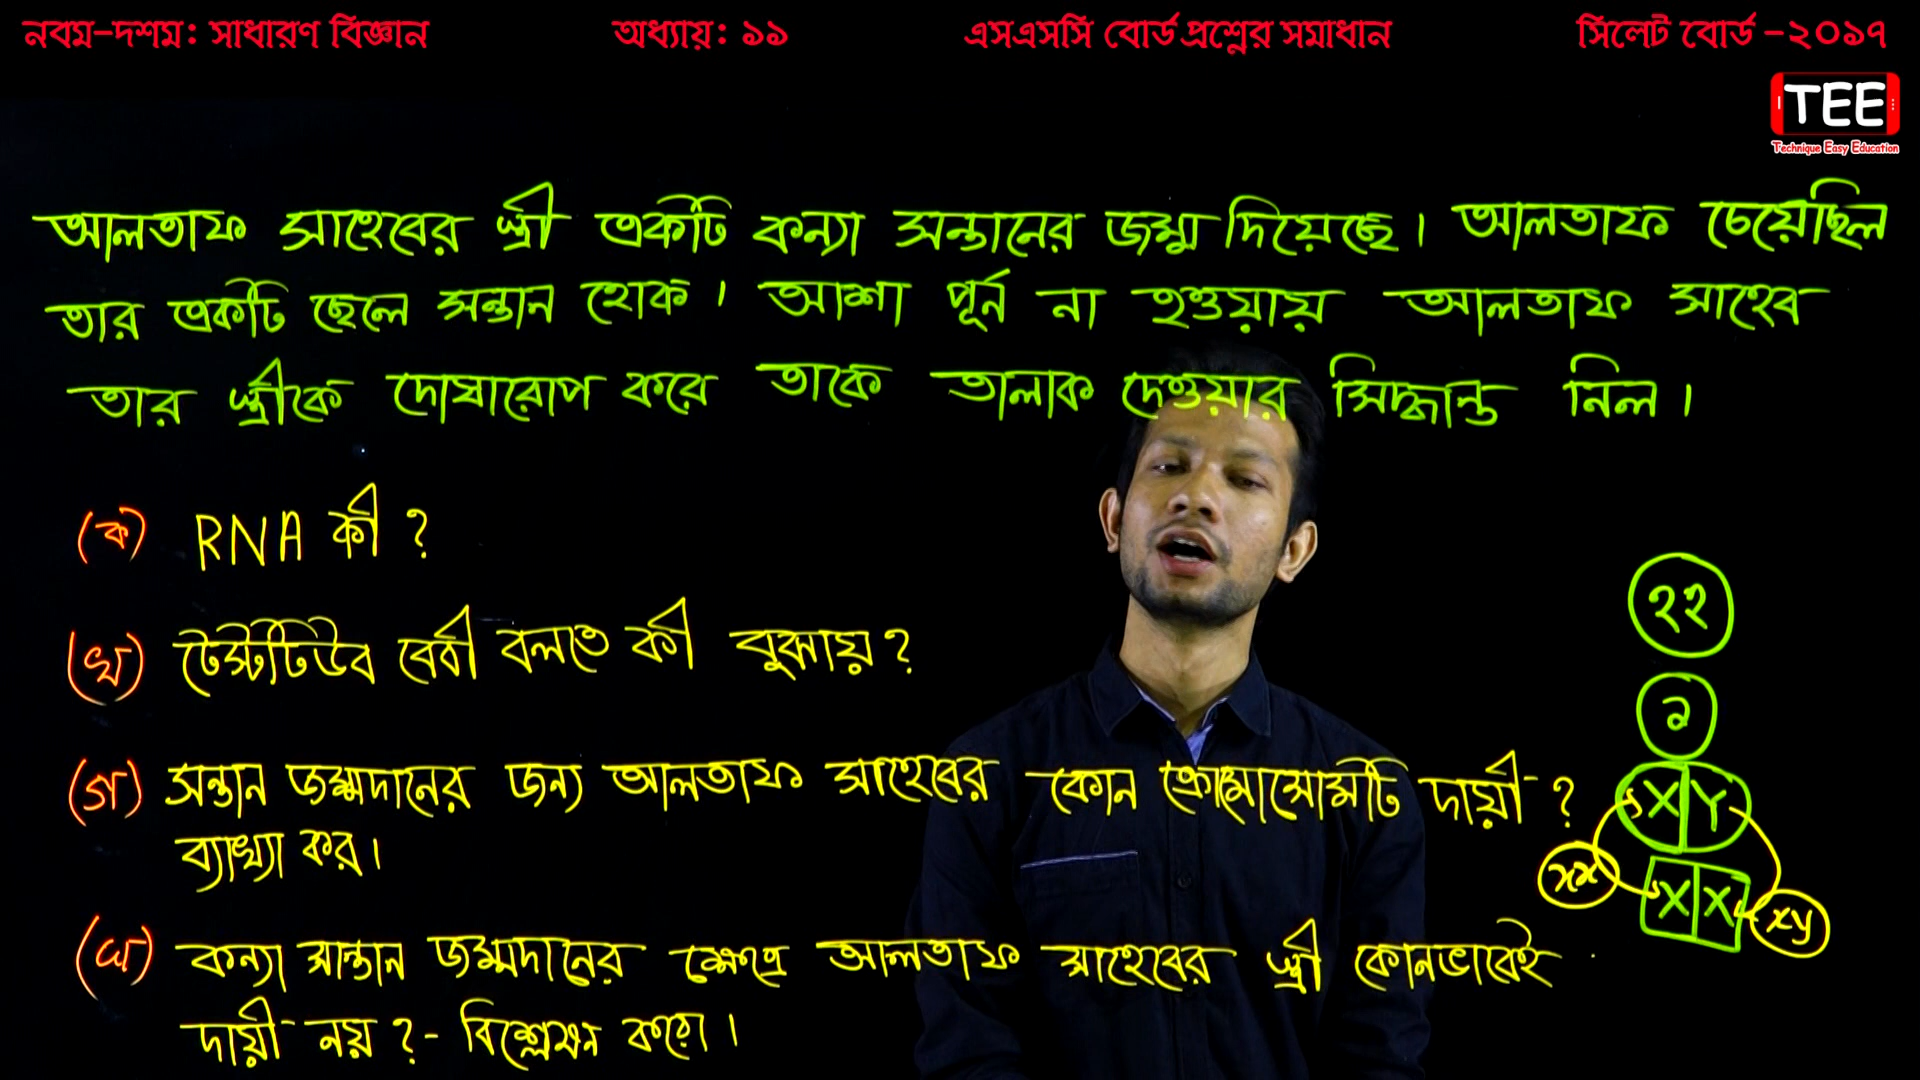 নবম-দশম: সাধারণ বিজ্ঞান অধ্যায়: ১১ এসএসসি বোর্ড প্রশ্নের সমাধান সিলেট বোর্ড -২০১৭
TEE
Technique Easy Education
আলতাফ সাহেবের স্ত্রী একটি কন্যা সন্তানের জন্ম দিয়েছে। আলতাফ চেয়েছিল
তার একটি ছেলে সন্তান হোক। আশা পূর্ন না হওয়ায় আলতাফ সাহেব
তার স্ত্রীকে দোষারোপ করে তাকে তালাক দেওয়ার সিদ্ধান্ত নিল।
(ক) RNA কী?
(খ) টেস্টটিউব বেবী বলতে কী বুঝায়?
(গ) সন্তান জন্মদানের জন্য আলতাফ সাহেবের কোন ক্রোমোসোমটি দায়ী?
ব্যাখ্যা কর।
(ঘ) কন্যা সান্তান জন্মদানের ক্ষেত্রে আলতাফ সাহেবের স্ত্রী কোনভাবেই
দায়ী নয়?- বিশ্লেষণ করো।
২২
১
X Y
xx X X xy